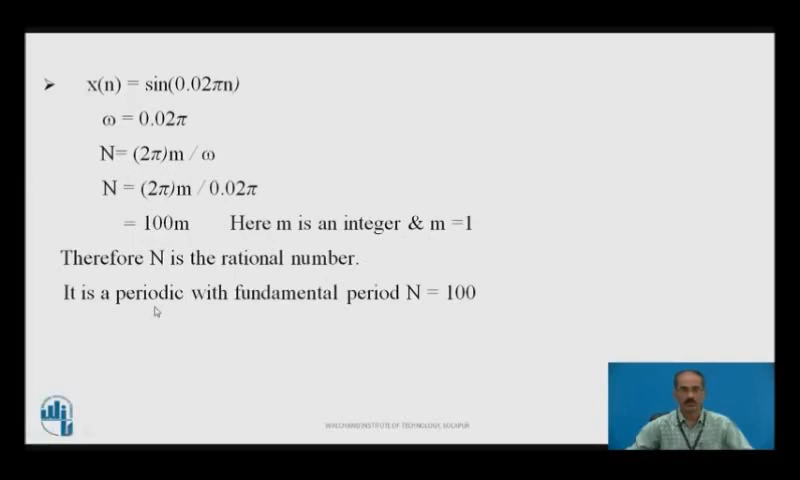 ➢ x(n) = sin(0.02πn)
ω = 0.02π
N= (2π)m / ω
N = (2π)m / 0.02π
= 100m Here m is an integer & m =1
Therefore N is the rational number.
It is a periodic with fundamental period N = 100
WALCHAND INSTITUTE OF TECHNOLOGY, SOLAPUR